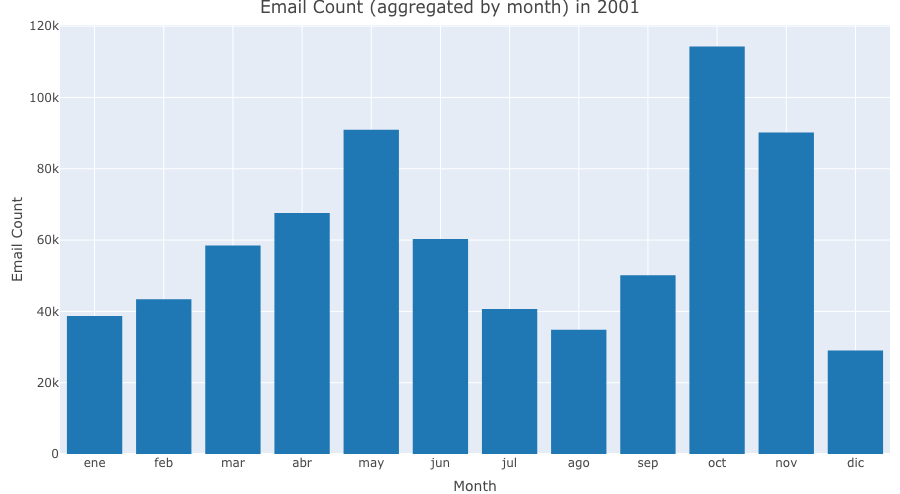 Email Count (aggregated by month) in 2001
120k
100k
80k
60k
40k
20k
0
Email Count
ene feb mar abr may jun jul ago sep oct nov dic
Month